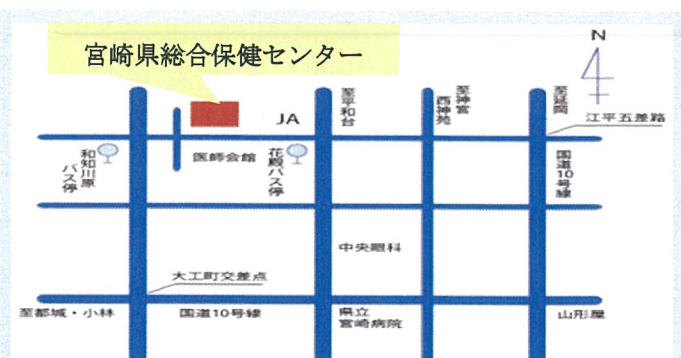 宮崎県総合保健センター
N
JA
至平和台
至神宮
西神苑
至延岡
江平五差路
和知川原
バス停
医師会館
花殿バス停
国道10号線
中央眼科
大工町交差点
至都城・小林
国道10号線
県立
宮崎病院
山形屋